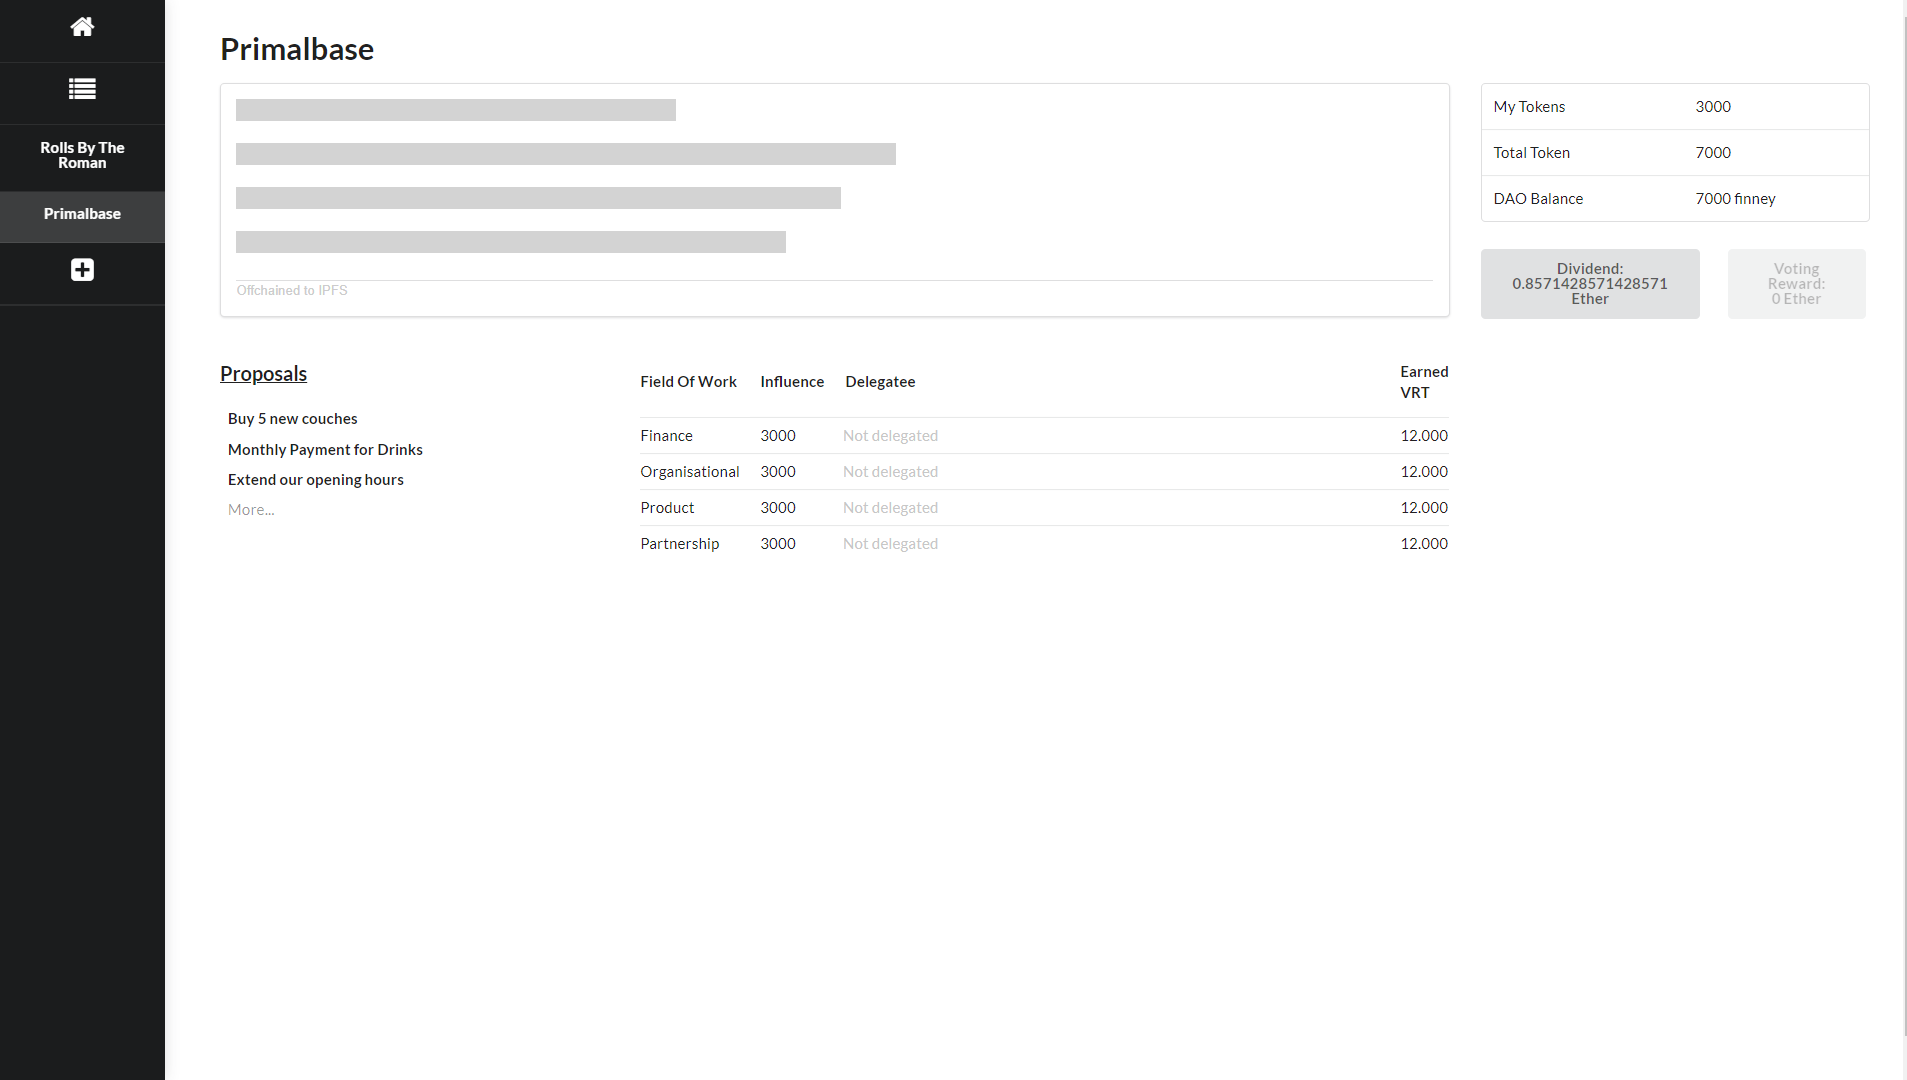 Rolls By The
Roman
Primalbase
Primalbase
Offchained to IPFS
My Tokens 3000
Total Token 7000
DAO Balance 7000 finney
Dividend:
0.8571428571428571
Ether
Voting
Reward:
0 Ether
Proposals
Buy 5 new couches
Monthly Payment for Drinks
Extend our opening hours
More...
Field Of Work Influence Delegatee Earned
VRT
Finance 3000 Not delegated 12.000
Organisational 3000 Not delegated 12.000
Product 3000 Not delegated 12.000
Partnership 3000 Not delegated 12.000